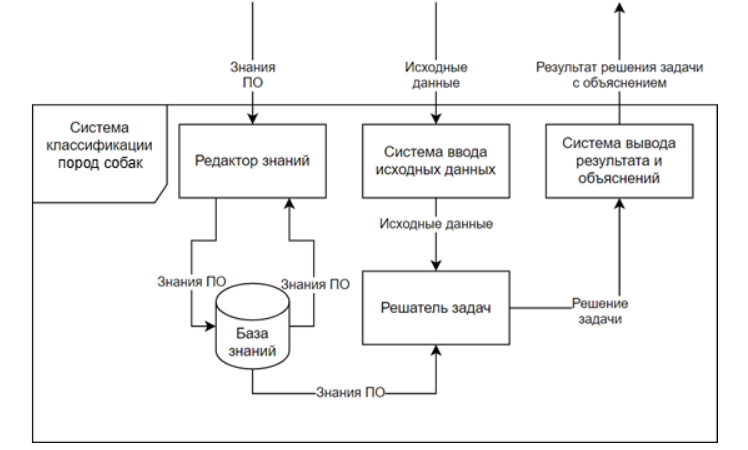 Знания
ПО
Исходные
данные
Результат решения задачи
с объяснением
Система
классификации
пород собак
Редактор знаний
Система ввода
исходных данных
Система вывода
результата и
объяснений
Исходные данные
Знания ПО
Знания ПО
База
знаний
Решатель задач
Решение
задачи
Знания ПО